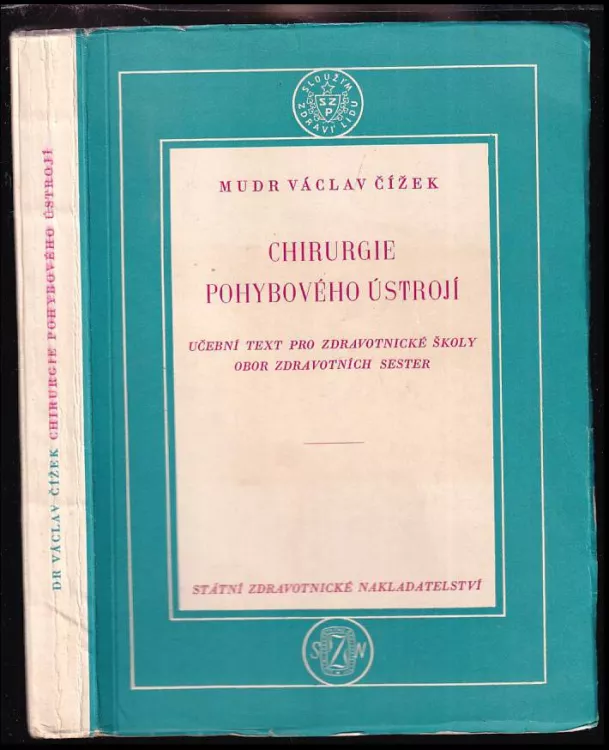 DR VÁCLAV ČÍŽEK CHIRURGIE POHYBOVÉHO ÚSTROJÍ
SLOUŽÍM ZDRAVÍ LIDU
SZP
MUDR VÁCLAV ČÍŽEK
CHIRURGIE
POHYBOVÉHO ÚSTROJÍ
UČEBNÍ TEXT PRO ZDRAVOTNICKÉ ŠKOLY
OBOR ZDRAVOTNÍCH SESTER
STÁTNÍ ZDRAVOTNICKÉ NAKLADATELSTVÍ
SZN